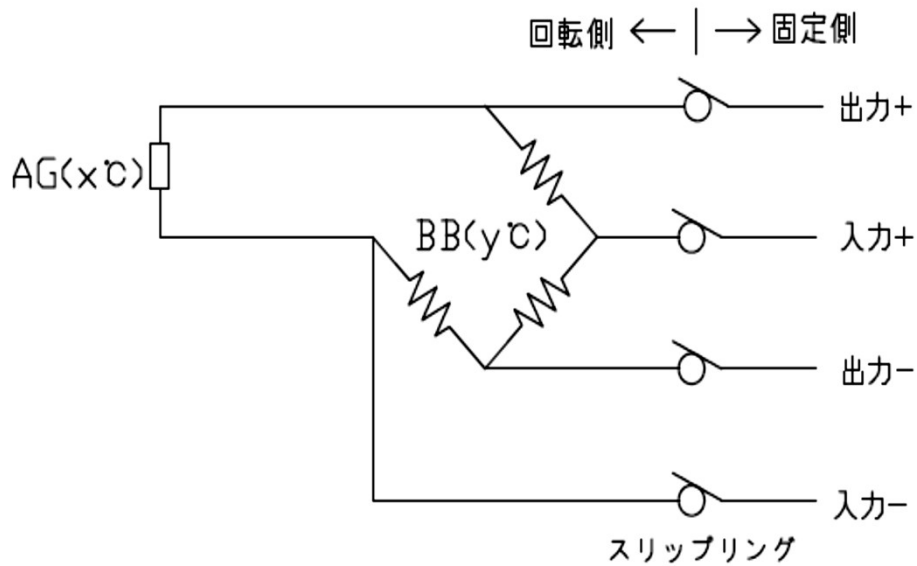 回転側 ←|→ 固定側
出力+
AG(x℃)
BB(y℃)
入力+
出力-
入力-
スリップリング